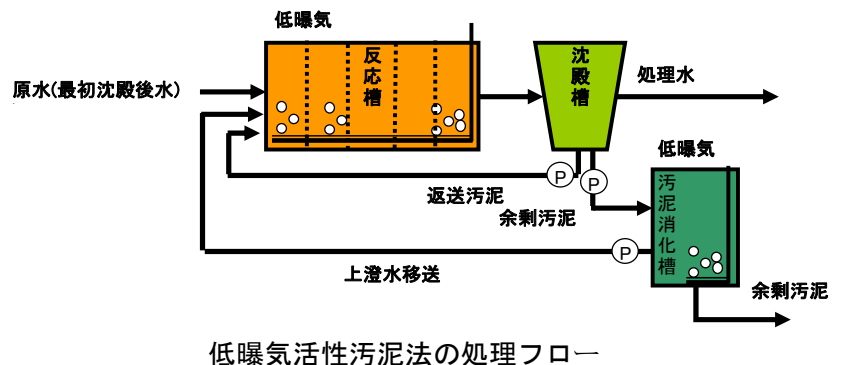 低曝気
反応槽
沈殿槽
原水(最初沈殿後水)
処理水
低曝気
P
P
返送汚泥
余剰汚泥
汚泥消化槽
P
上澄水移送
余剰汚泥
低曝気活性汚泥法の処理フロー